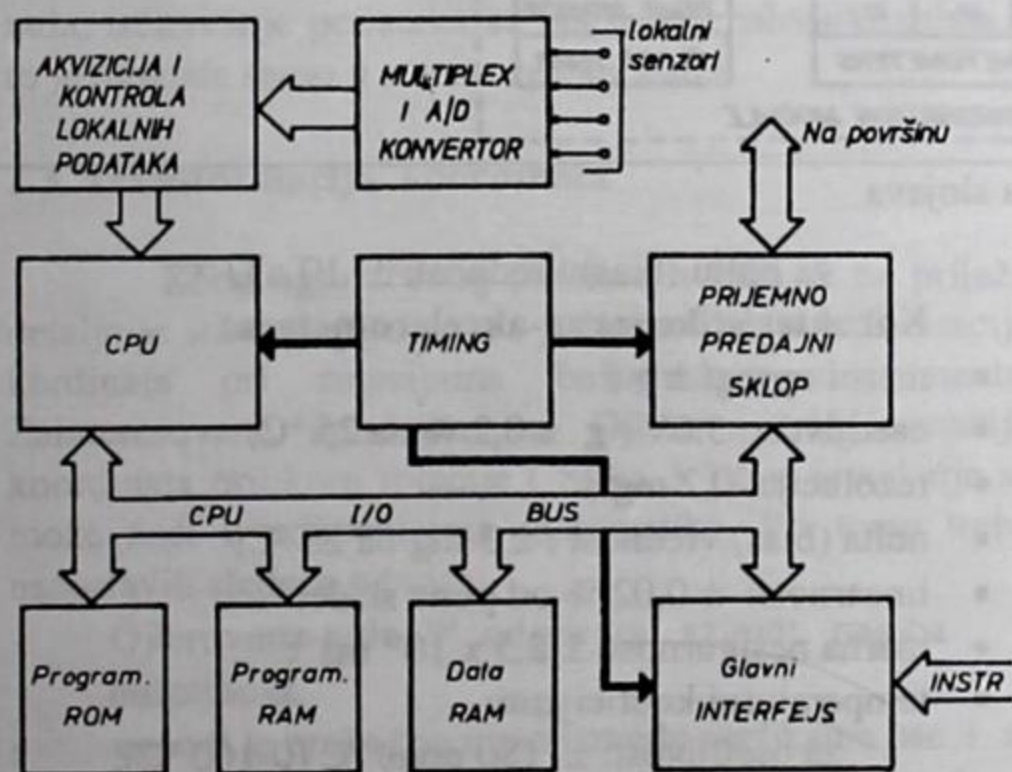 AKVIZICIJA I
KONTROLA
LOKALNIH
PODATAKA
MULTIPLEX
I A/D
KONVERTOR
lokalni
senzori
Na površinu
CPU
TIMING
PRIJEMNO
PREDAJNI
SKLOP
CPU I/O BUS
Program.
ROM
Program.
RAM
Data
RAM
Glavni
INTERFEJS
INSTR